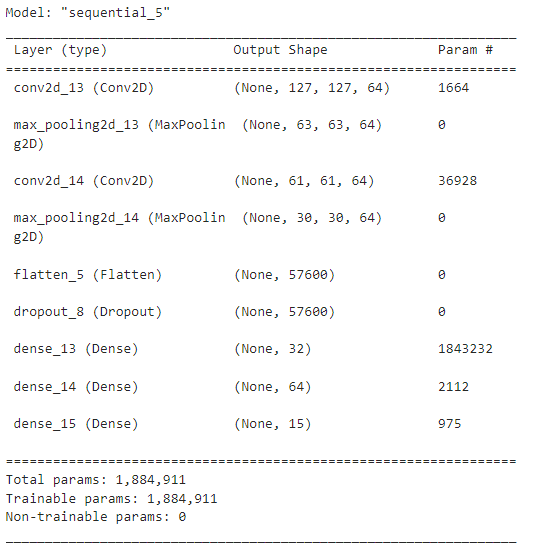 Model: "sequential_5"
_________________________________________________________________
Layer (type) Output Shape Param #
=================================================================
conv2d_13 (Conv2D) (None, 127, 127, 64) 1664
max_pooling2d_13 (MaxPoolin (None, 63, 63, 64) 0
g2D)
conv2d_14 (Conv2D) (None, 61, 61, 64) 36928
max_pooling2d_14 (MaxPoolin (None, 30, 30, 64) 0
g2D)
flatten_5 (Flatten) (None, 57600) 0
dropout_8 (Dropout) (None, 57600) 0
dense_13 (Dense) (None, 32) 1843232
dense_14 (Dense) (None, 64) 2112
dense_15 (Dense) (None, 15) 975
=================================================================
Total params: 1,884,911
Trainable params: 1,884,911
Non-trainable params: 0
_________________________________________________________________